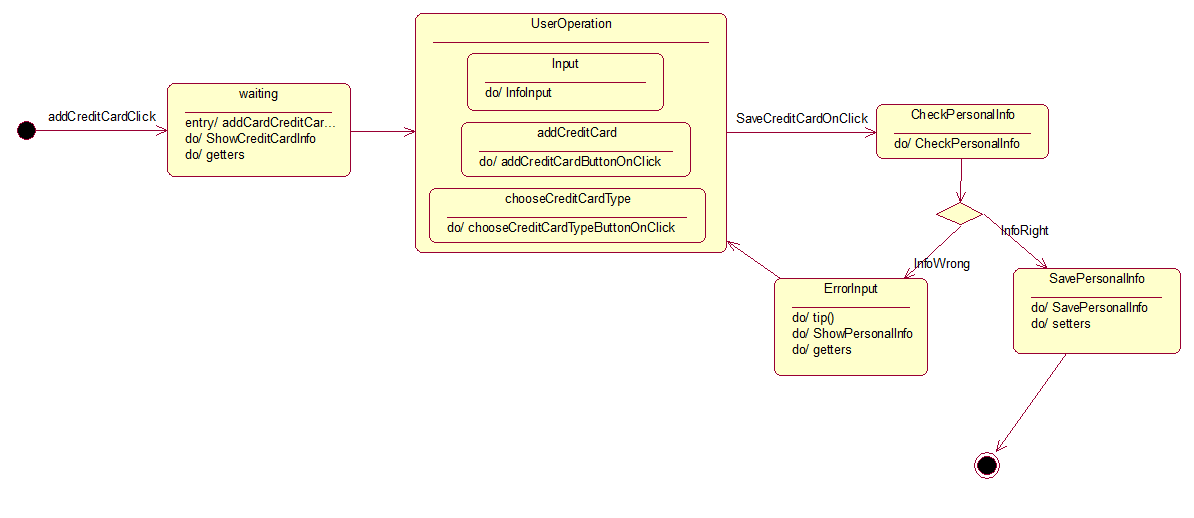 addCreditCardClick
waiting
entry/ addCardCreditCar...
do/ ShowCreditCardInfo
do/ getters
UserOperation
Input
do/ InfoInput
addCreditCard
do/ addCreditCardButtonOnClick
chooseCreditCardType
do/ chooseCreditCardTypeButtonOnClick
SaveCreditCardOnClick
CheckPersonalInfo
do/ CheckPersonalInfo
InfoRight
InfoWrong
ErrorInput
do/ tip()
do/ ShowPersonalInfo
do/ getters
SavePersonalInfo
do/ SavePersonalInfo
do/ setters